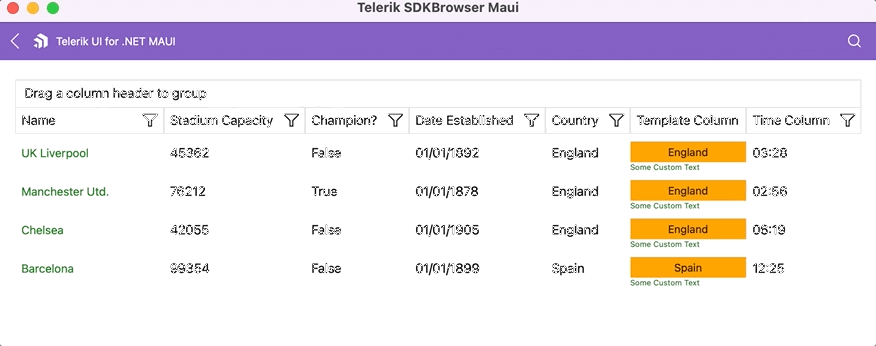 Telerik SDKBrowser Maui
Telerik UI for .NET MAUI
Drag a column header to group
Name Stadium Capacity Champion? Date Established Country Template Column Time Column
UK Liverpool 45362 False 01/01/1892 England England 03:28
Some Custom Text
Manchester Utd. 76212 True 01/01/1878 England England 02:56
Some Custom Text
Chelsea 42055 False 01/01/1905 England England 06:19
Some Custom Text
Barcelona 99354 False 01/01/1899 Spain Spain 12:25
Some Custom Text